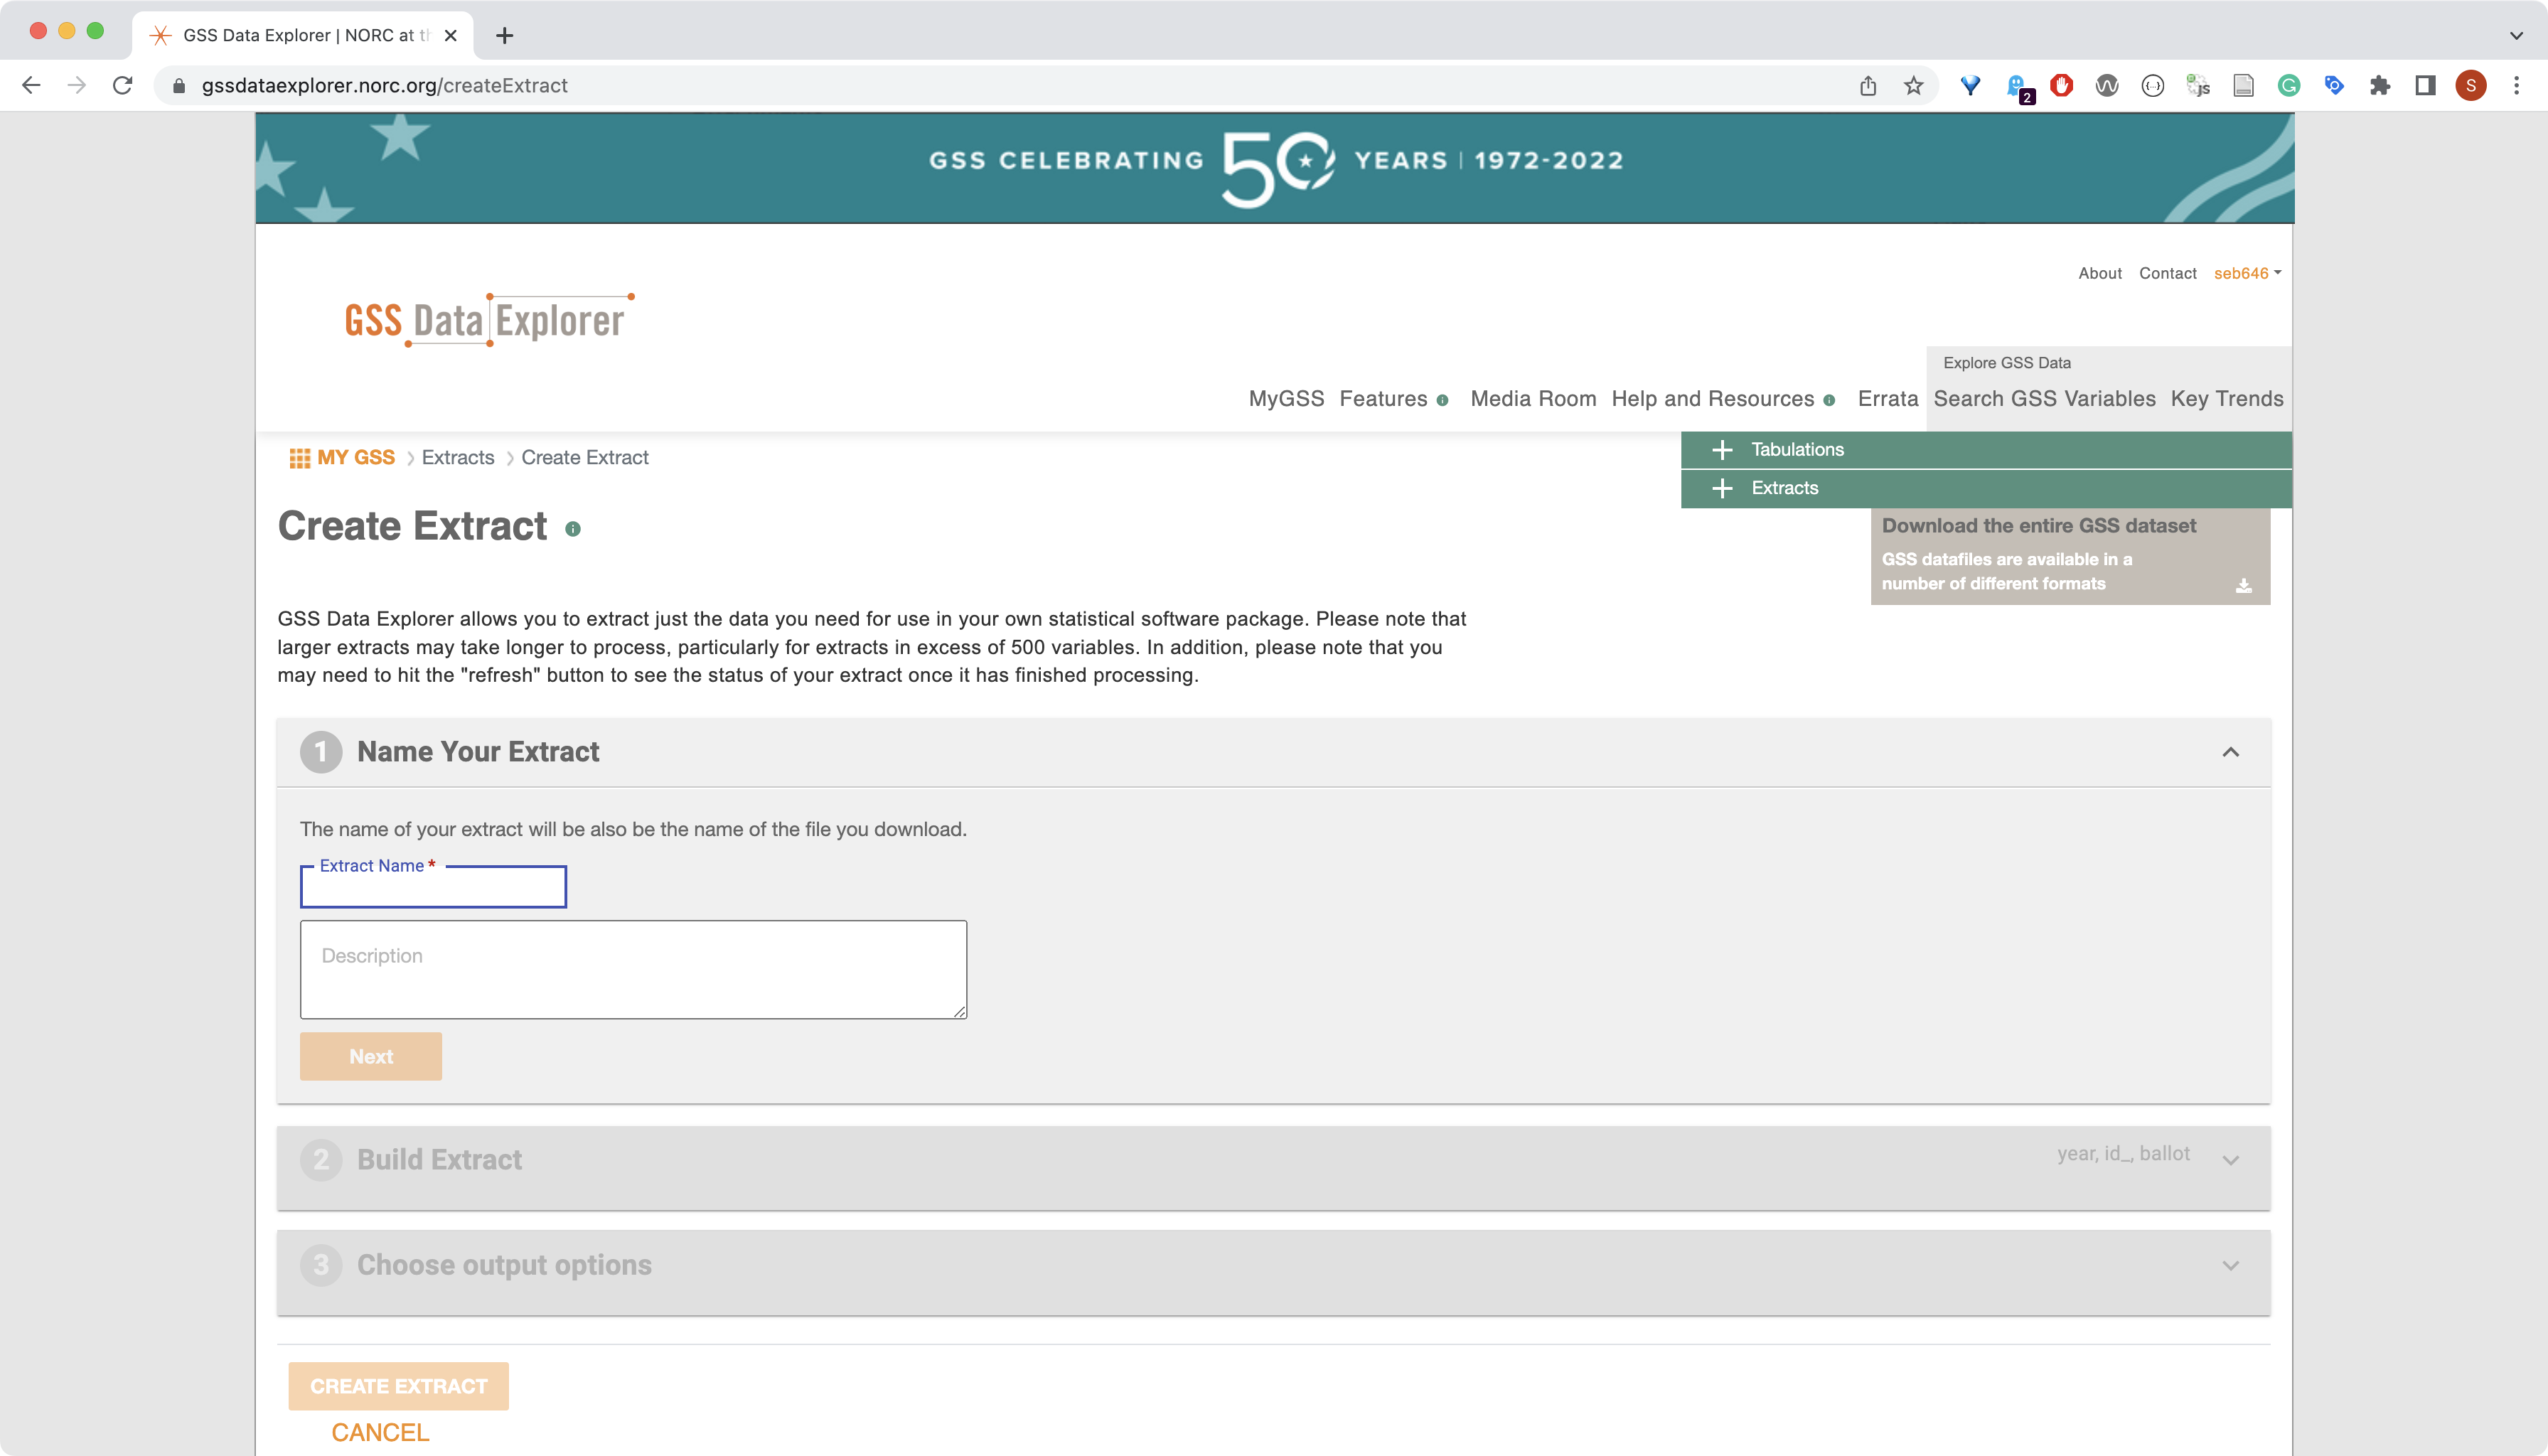 GSS Data Explorer | NORC at th
gssdataexplorer.norc.org/createExtract
2
JS
G
S
GSS CELEBRATING 50 YEARS | 1972-2022
About Contact seb646
GSS Data Explorer
Explore GSS Data
MyGSS Features Media Room Help and Resources Errata Search GSS Variables Key Trends
Tabulations
Extracts
MY GSS > Extracts > Create Extract
Create Extract
Download the entire GSS dataset
GSS datafiles are available in a
number of different formats
GSS Data Explorer allows you to extract just the data you need for use in your own statistical software package. Please note that
larger extracts may take longer to process, particularly for extracts in excess of 500 variables. In addition, please note that you
may need to hit the "refresh" button to see the status of your extract once it has finished processing.
1 Name Your Extract
The name of your extract will be also be the name of the file you download.
Extract Name *
Description
Next
2 Build Extract
year, id_, ballot
3 Choose output options
CREATE EXTRACT
CANCEL